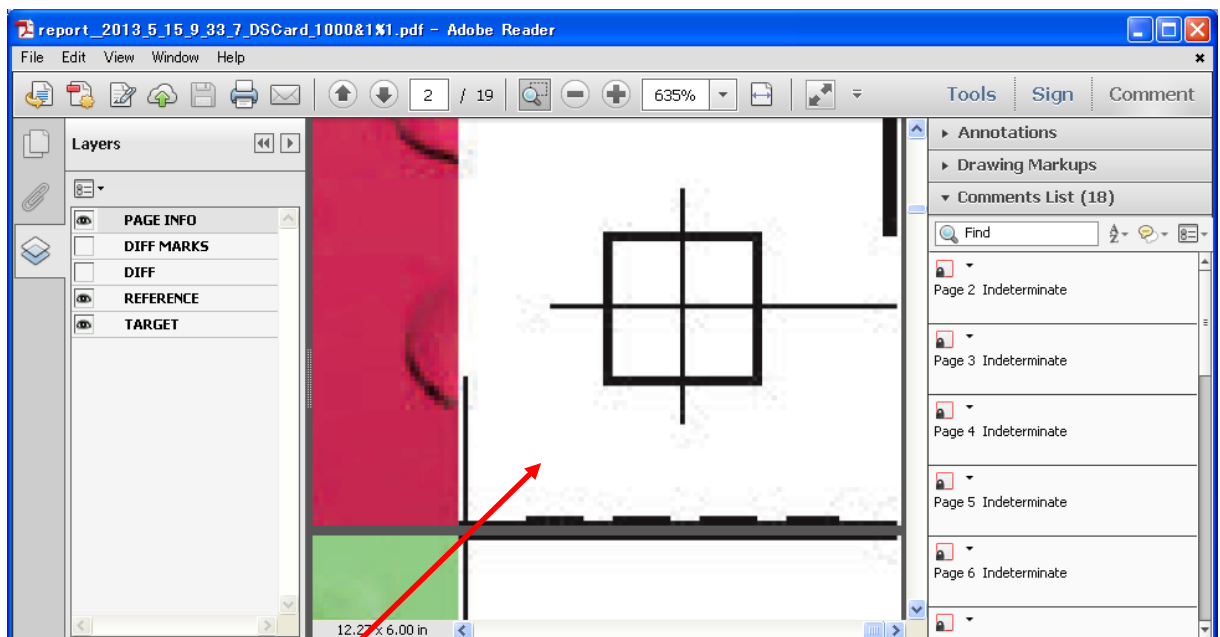 report_2013_5_15_9_33_7_DSCard_1000&1%1.pdf - Adobe Reader
File Edit View Window Help
2 / 19 635% Tools Sign Comment
Layers
PAGE INFO
DIFF MARKS
DIFF
REFERENCE
TARGET
12.27 x 6.00 in
Annotations
Drawing Markups
Comments List (18)
Find
Page 2 Indeterminate
Page 3 Indeterminate
Page 4 Indeterminate
Page 5 Indeterminate
Page 6 Indeterminate